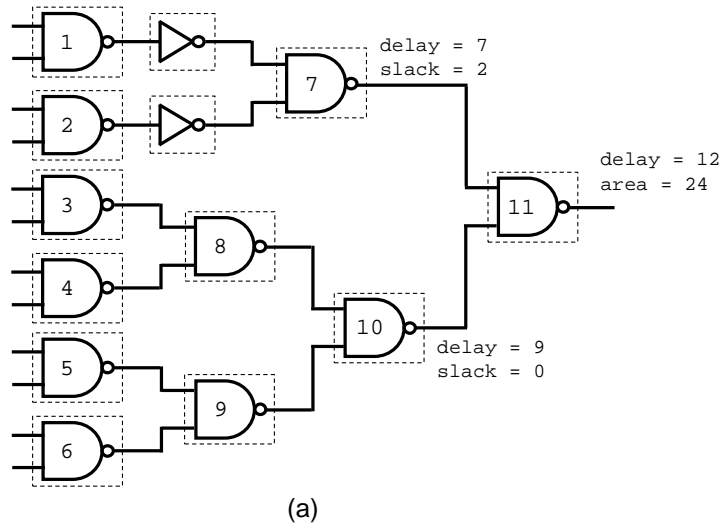 1
2
3
4
5
6
7
8
9
10
11
delay = 7
slack = 2
delay = 12
area = 24
delay = 9
slack = 0
(a)